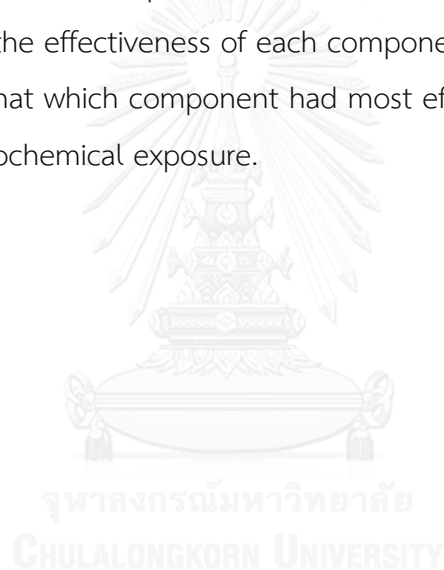 the effectiveness of each compone
hat which component had most ef
ochemical exposure.
จุฬาลงกรณ์มหาวิทยาลัย
CHULALONGKORN UNIVERSITY